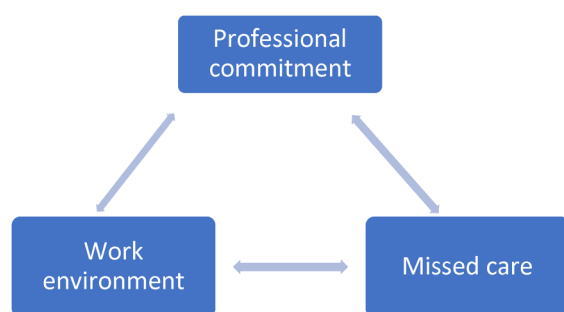 Professional
commitment
Work
environment
Missed care